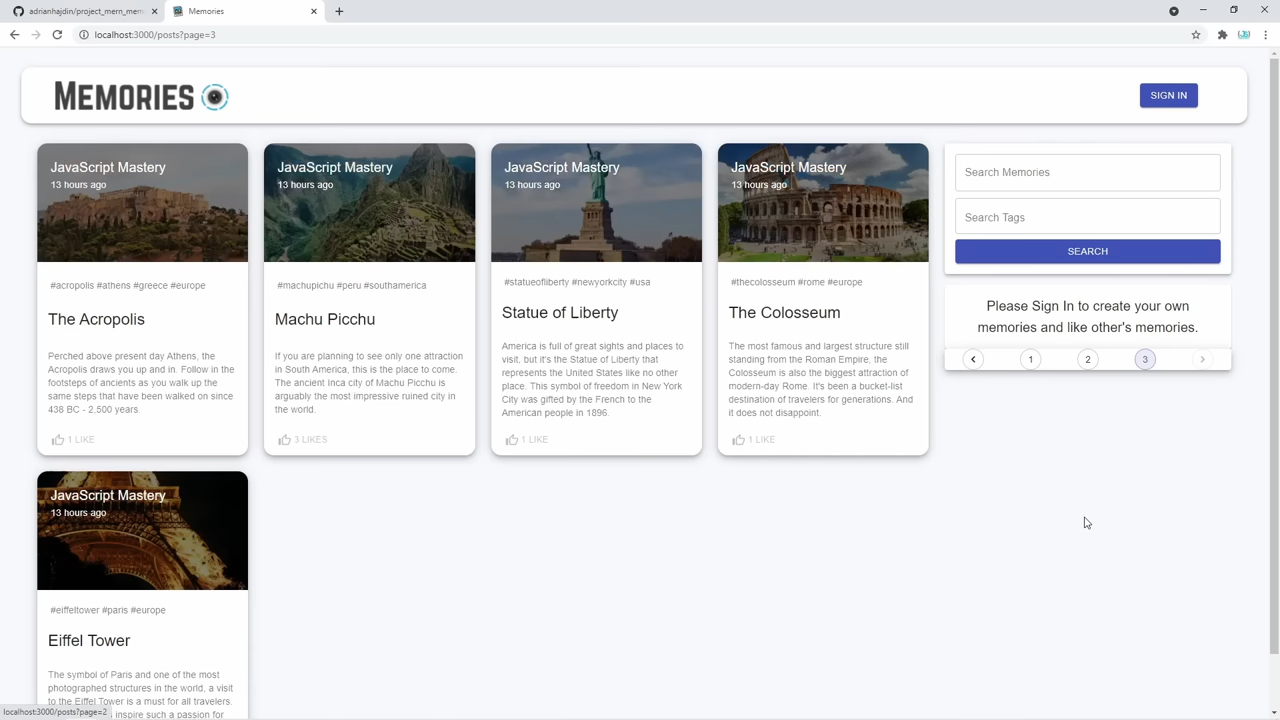 adrianhajdin/project_mern_mem
Memories
localhost:3000/posts?page=3
MEMORIES
SIGN IN
JavaScript Mastery
13 hours ago
#acropolis #athens #greece #europe
The Acropolis
Perched above present day Athens, the
Acropolis draws you up and in. Follow in the
footsteps of ancients as you walk up the
same steps that have been walked on since
438 BC - 2,500 years.
1 LIKE
JavaScript Mastery
13 hours ago
#machupichu #peru #southamerica
Machu Picchu
If you are planning to see only one attraction
in South America, this is the place to come.
The ancient Inca city of Machu Picchu is
arguably the most impressive ruined city in
the world.
3 LIKES
JavaScript Mastery
13 hours ago
#statueofliberty #newyorkcity #usa
Statue of Liberty
America is full of great sights and places to
visit, but it's the Statue of Liberty that
represents the United States like no other
place. This symbol of freedom in New York
City was gifted by the French to the
American people in 1896.
1 LIKE
JavaScript Mastery
13 hours ago
#thecolosseum #rome #europe
The Colosseum
The most famous and largest structure still
standing from the Roman Empire, the
Colosseum is also the biggest attraction of
modern-day Rome. It's been a bucket-list
destination of travelers for generations. And
it does not disappoint.
1 LIKE
Search Memories
Search Tags
SEARCH
Please Sign In to create your own
memories and like other's memories.
1 2 3
JavaScript Mastery
13 hours ago
#eiffeltower #paris #europe
Eiffel Tower
The symbol of Paris and one of the most
photographed structures in the world, a visit
to the Eiffel Tower is a must for all travelers.
inspire such a passion for
localhost:3000/posts?page=2